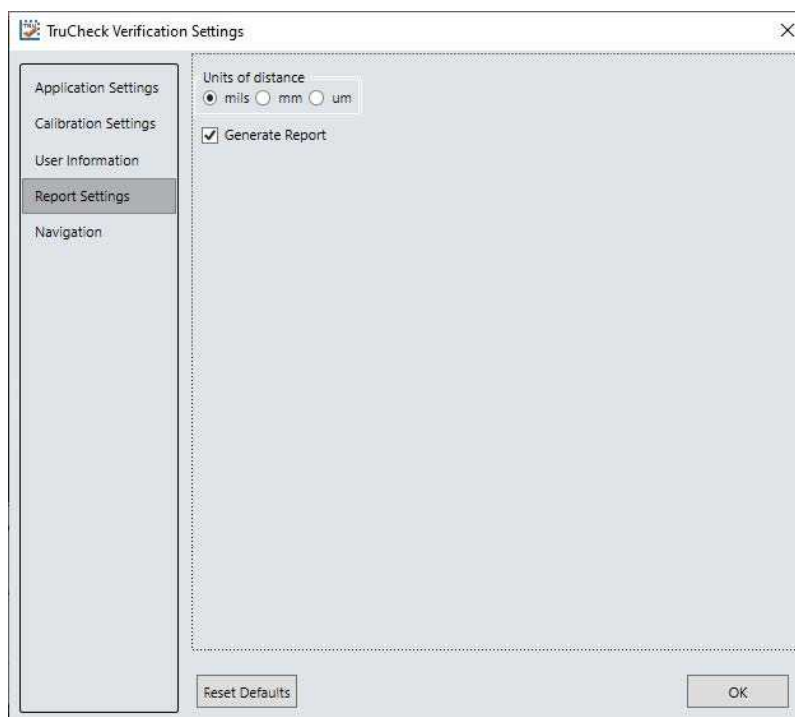 TruCheck Verification Settings
Application Settings
Calibration Settings
User Information
Report Settings
Navigation
Units of distance
mils mm um
Generate Report
Reset Defaults
OK